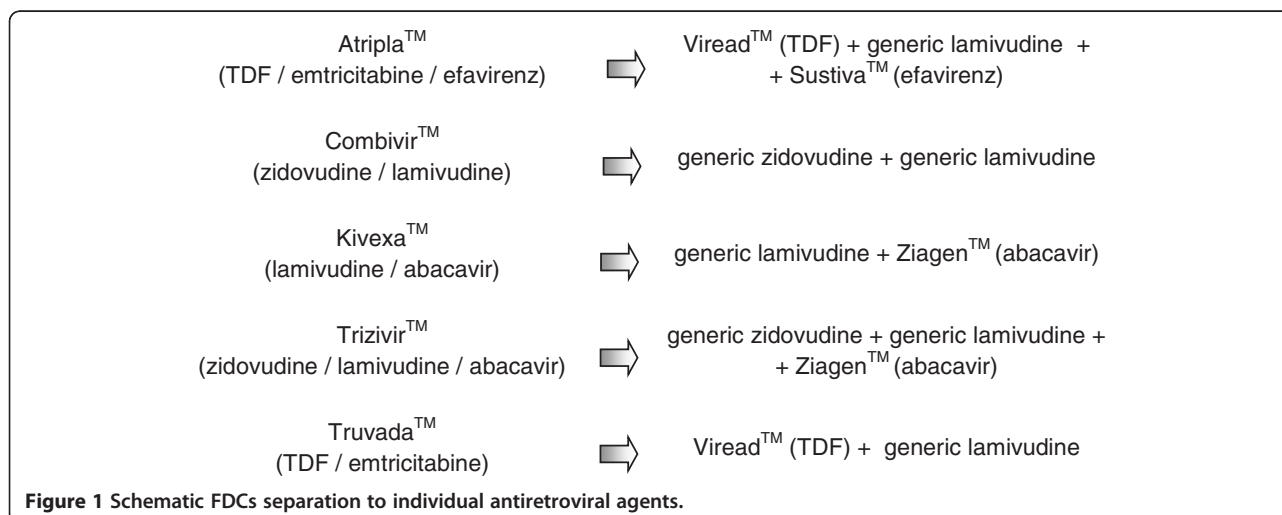 Atripla™ Viread™ (TDF) + generic lamivudine +
(TDF / emtricitabine / efavirenz) + Sustiva™ (efavirenz)
Combivir™
(zidovudine / lamivudine) generic zidovudine + generic lamivudine
Kivexa™
(lamivudine / abacavir) generic lamivudine + Ziagen™ (abacavir)
Trizivir™ generic zidovudine + generic lamivudine +
(zidovudine / lamivudine / abacavir) + Ziagen™ (abacavir)
Truvada™
(TDF / emtricitabine) Viread™ (TDF) + generic lamivudine
Figure 1 Schematic FDCs separation to individual antiretroviral agents.